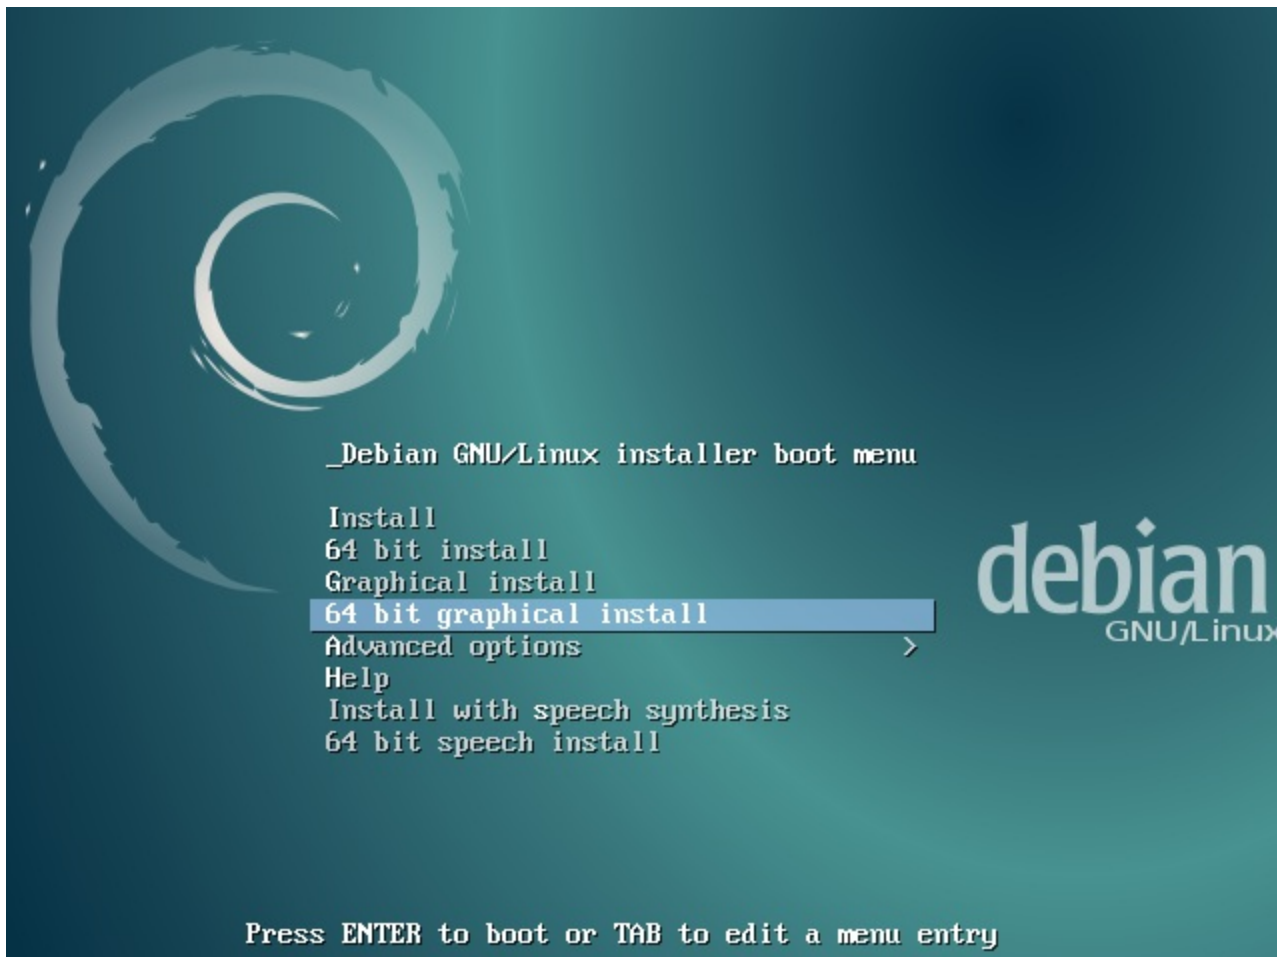 _Debian GNU/Linux installer boot menu
Install
64 bit install
Graphical install
64 bit graphical install
Advanced options >
Help
Install with speech synthesis
64 bit speech install
debian
GNU/Linux
Press ENTER to boot or TAB to edit a menu entry